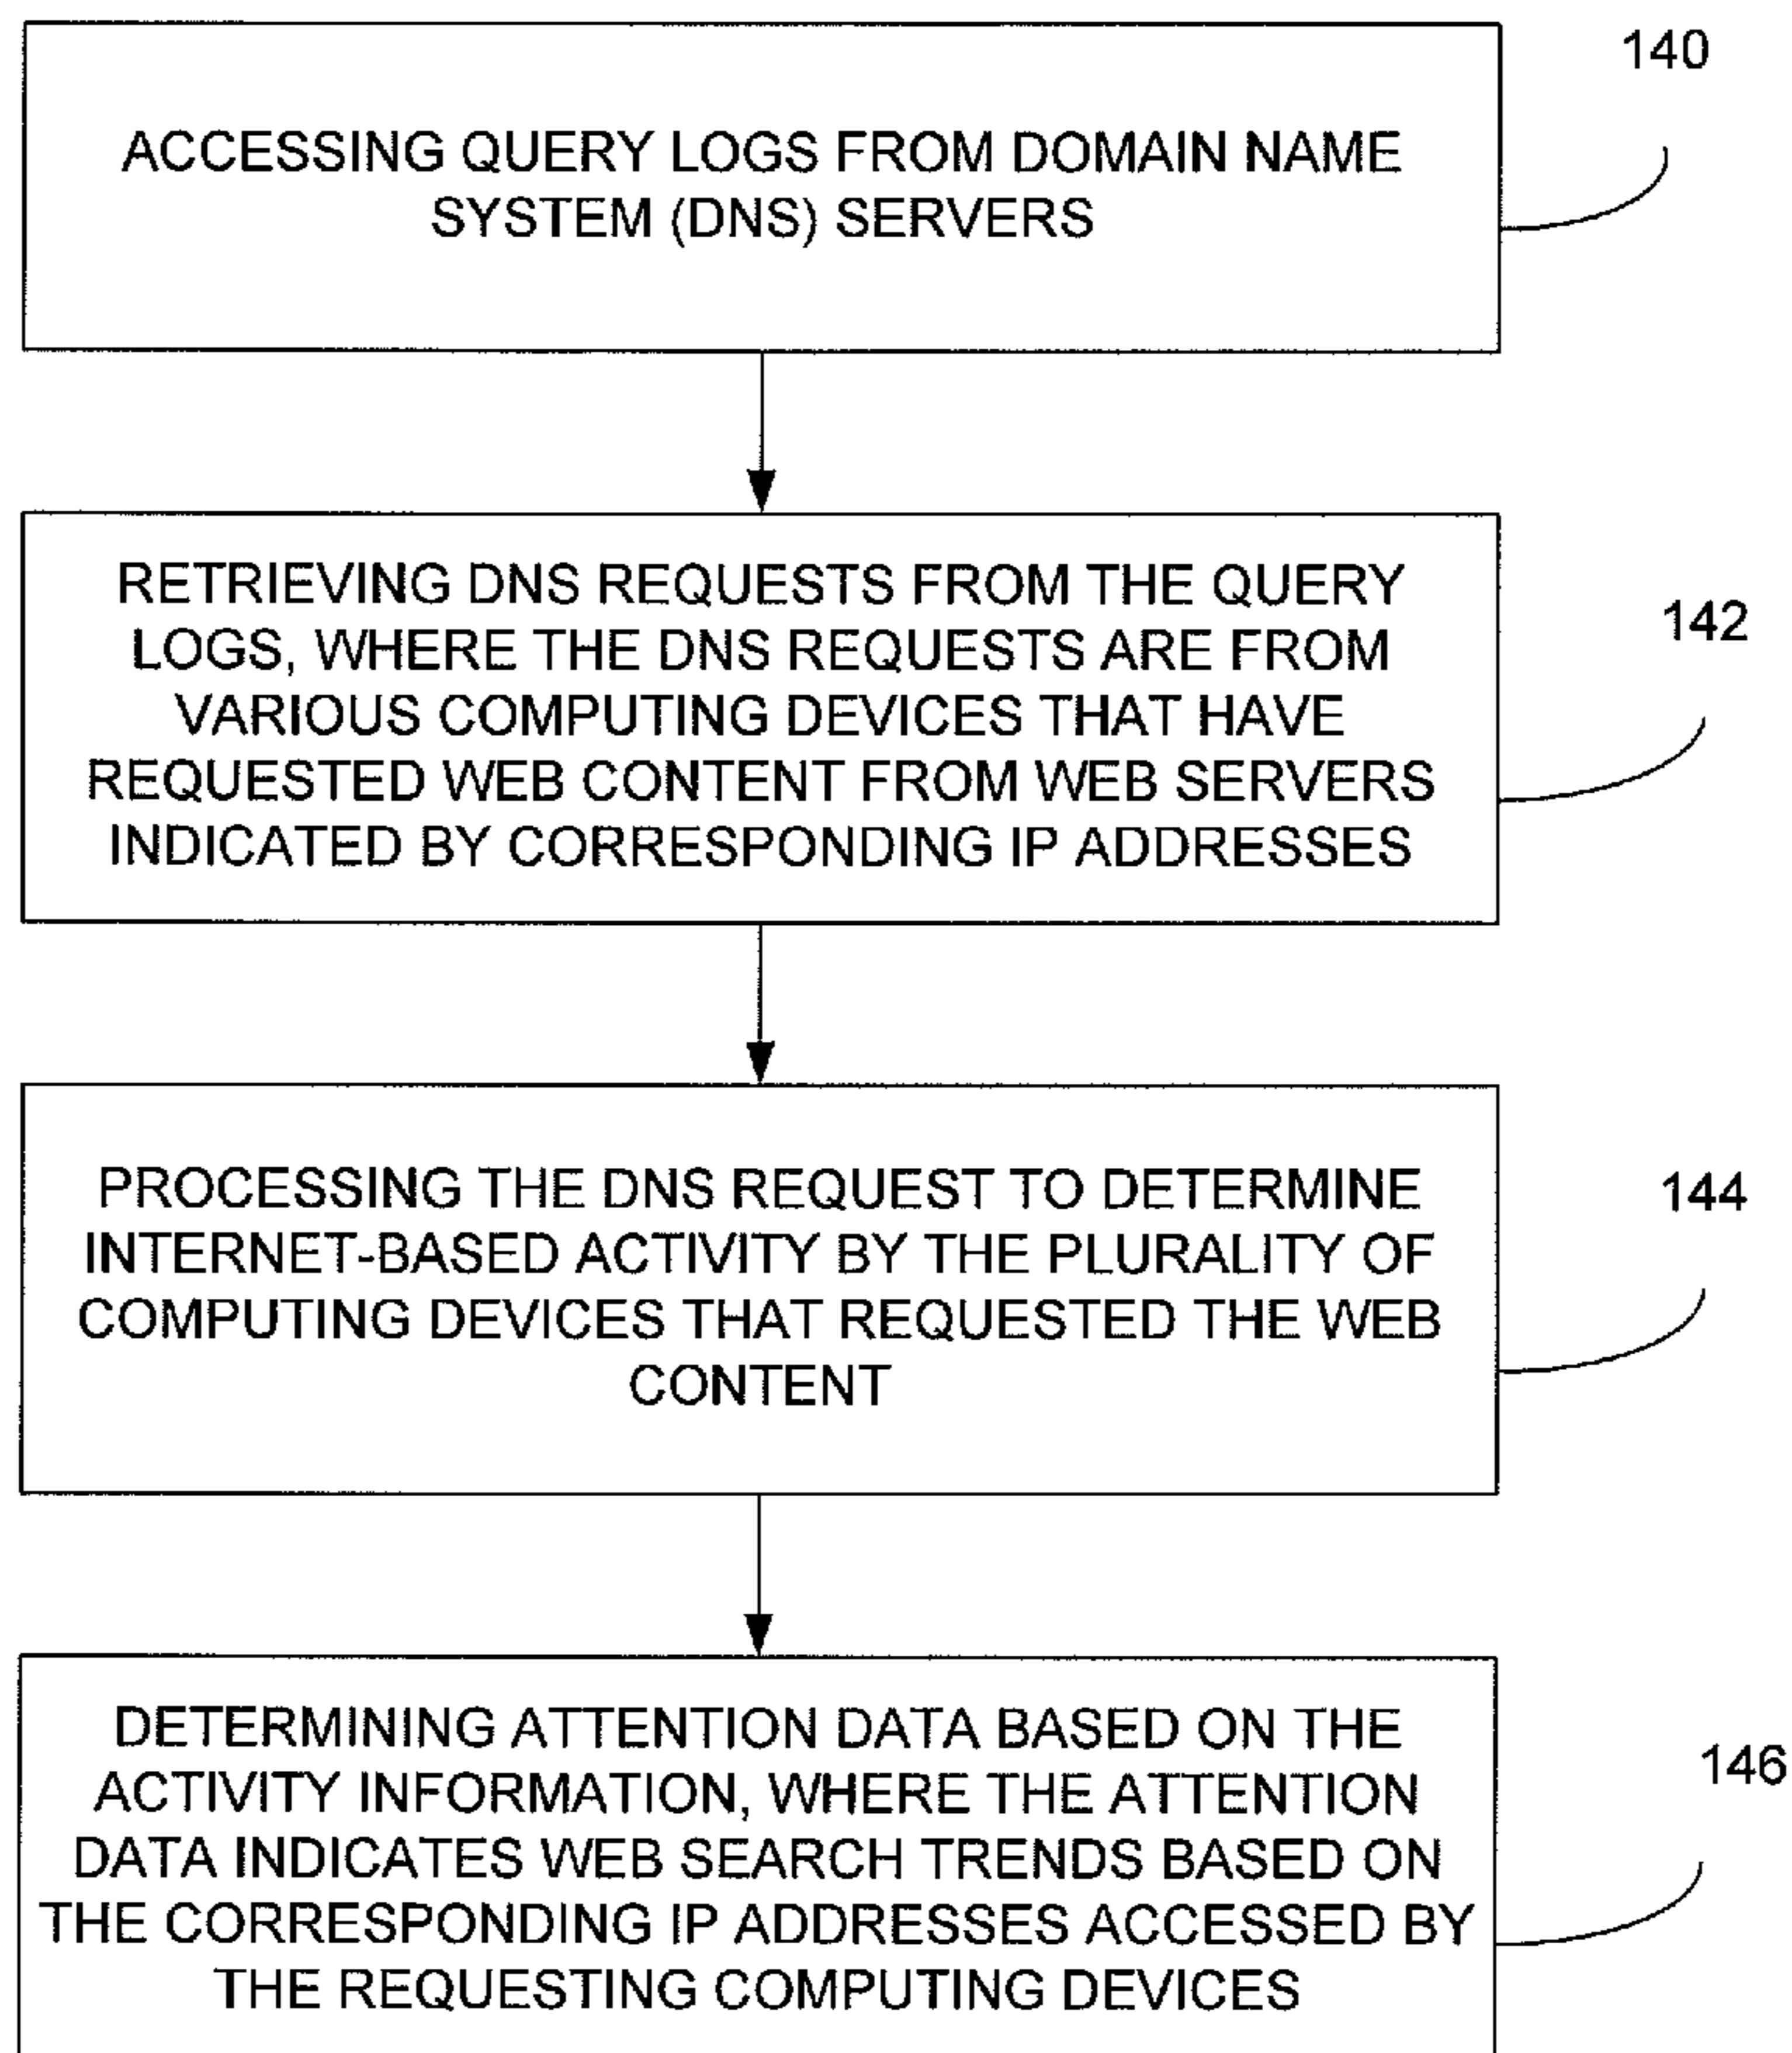 140
ACCESSING QUERY LOGS FROM DOMAIN NAME
SYSTEM (DNS) SERVERS
RETRIEVING DNS REQUESTS FROM THE QUERY
LOGS, WHERE THE DNS REQUESTS ARE FROM
VARIOUS COMPUTING DEVICES THAT HAVE
REQUESTED WEB CONTENT FROM WEB SERVERS
INDICATED BY CORRESPONDING IP ADDRESSES
142
PROCESSING THE DNS REQUEST TO DETERMINE
INTERNET-BASED ACTIVITY BY THE PLURALITY OF
COMPUTING DEVICES THAT REQUESTED THE WEB
CONTENT
144
DETERMINING ATTENTION DATA BASED ON THE
ACTIVITY INFORMATION, WHERE THE ATTENTION
DATA INDICATES WEB SEARCH TRENDS BASED ON
THE CORRESPONDING IP ADDRESSES ACCESSED BY
THE REQUESTING COMPUTING DEVICES
146